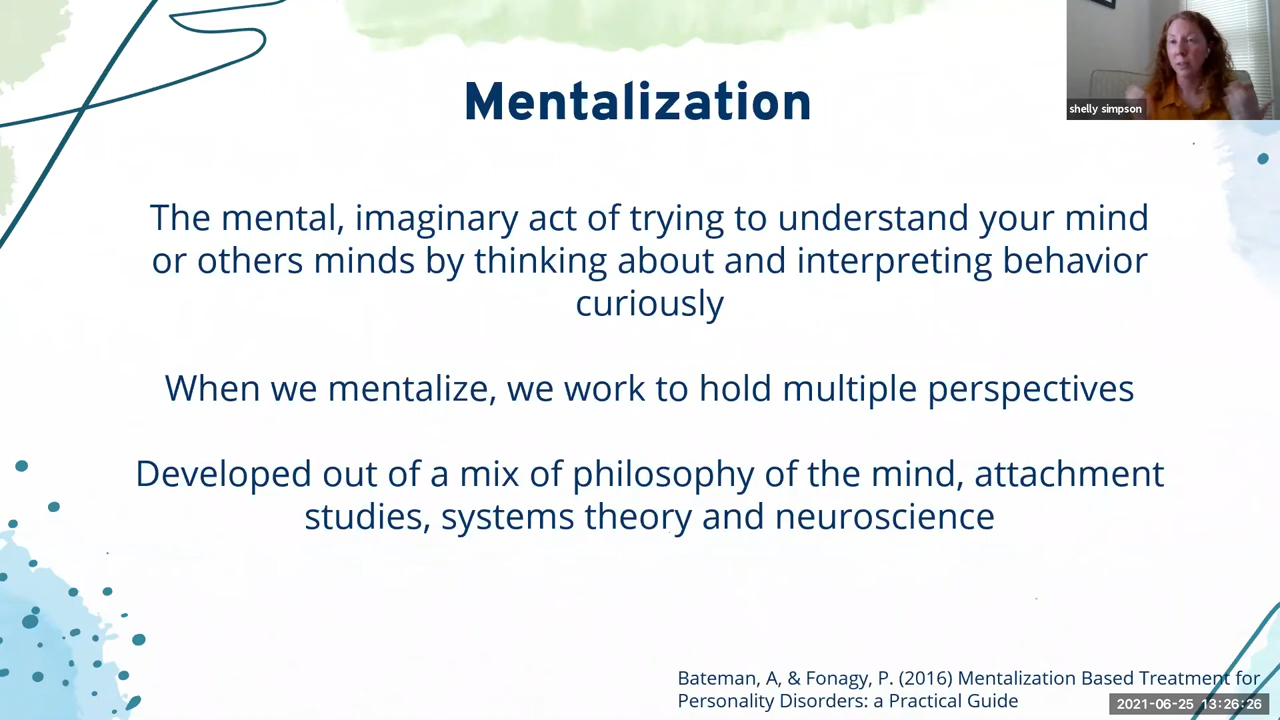 Mentalization
shelly simpson
The mental, imaginary act of trying to understand your mind
or others minds by thinking about and interpreting behavior
curiously
When we mentalize, we work to hold multiple perspectives
Developed out of a mix of philosophy of the mind, attachment
studies, systems theory and neuroscience
Bateman, A, & Fonagy, P. (2016) Mentalization Based Treatment for
Personality Disorders: a Practical Guide
2021-06-25 13:26:26